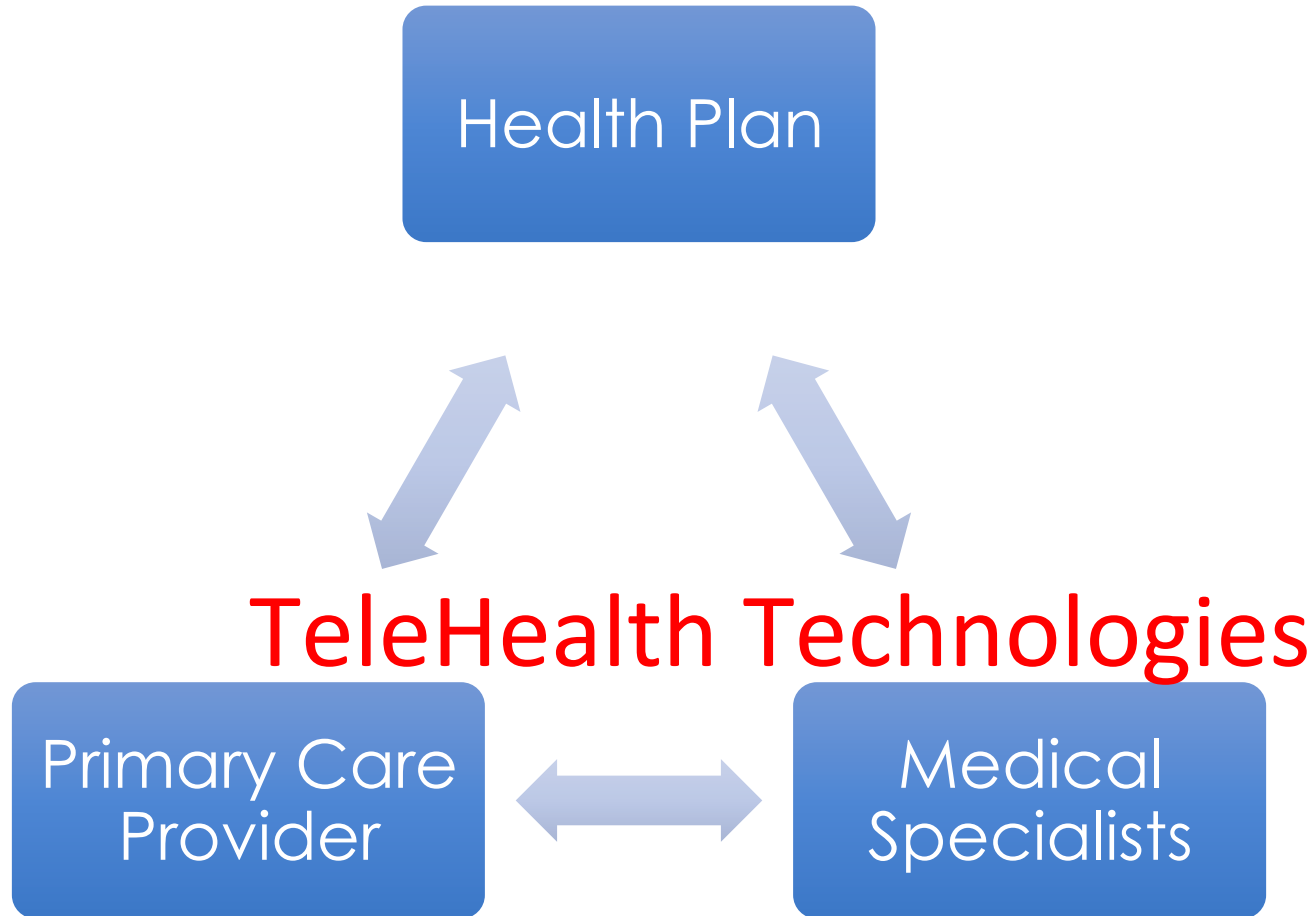 Health Plan
TeleHealth Technologies
Primary Care
Provider
Medical
Specialists